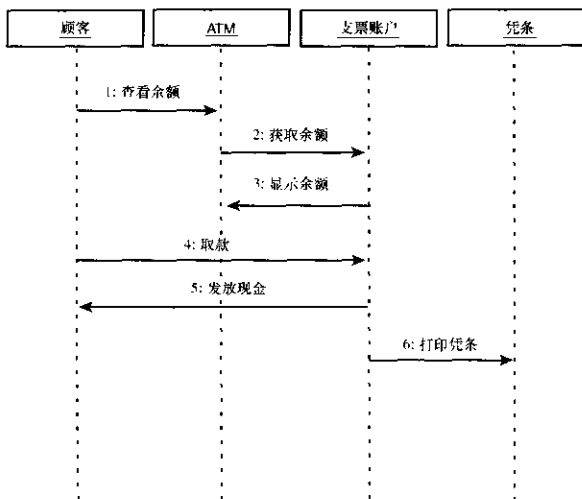 顾客
ATM
支票账户
凭条
1: 查看余额
2: 获取余额
3: 显示余额
4: 取款
5: 发放现金
6: 打印凭条